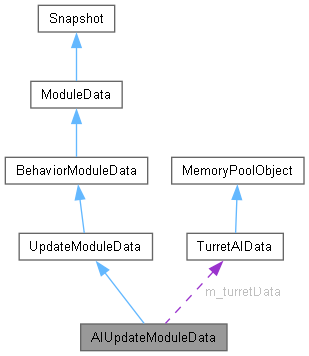 Snapshot
ModuleData
BehaviorModuleData
MemoryPoolObject
UpdateModuleData
TurretAIData
m_turretData
AIUpdateModuleData